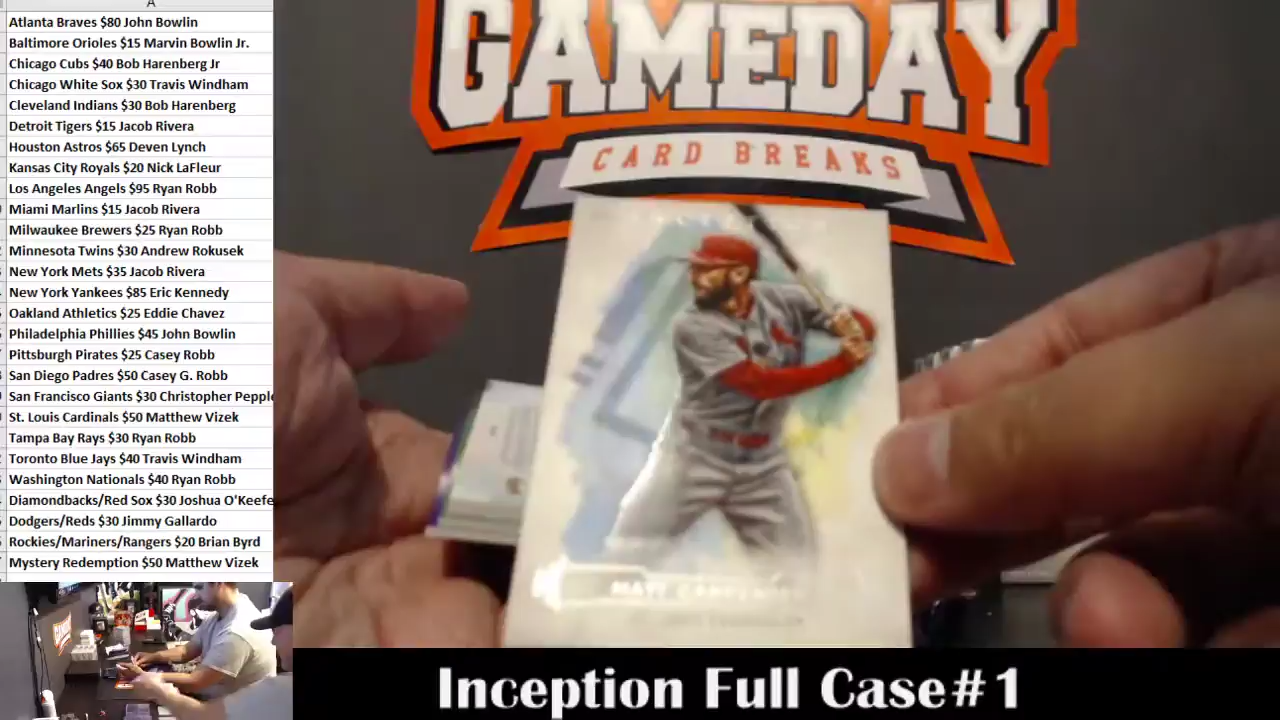 A
Atlanta Braves $80 John Bowlin
Baltimore Orioles $15 Marvin Bowlin Jr.
Chicago Cubs $40 Bob Harenberg Jr
Chicago White Sox $30 Travis Windham
Cleveland Indians $30 Bob Harenberg
Detroit Tigers $15 Jacob Rivera
Houston Astros $65 Deven Lynch
Kansas City Royals $20 Nick LaFleur
Los Angeles Angels $95 Ryan Robb
Miami Marlins $15 Jacob Rivera
Milwaukee Brewers $25 Ryan Robb
Minnesota Twins $30 Andrew Rokusek
New York Mets $35 Jacob Rivera
New York Yankees $85 Eric Kennedy
Oakland Athletics $25 Eddie Chavez
Philadelphia Phillies $45 John Bowlin
Pittsburgh Pirates $25 Casey Robb
San Diego Padres $50 Casey G. Robb
San Francisco Giants $30 Christopher Pepple
St. Louis Cardinals $50 Matthew Vizek
Tampa Bay Rays $30 Ryan Robb
Toronto Blue Jays $40 Travis Windham
Washington Nationals $40 Ryan Robb
Diamondbacks/Red Sox $30 Joshua O'Keefe
Dodgers/Reds $30 Jimmy Gallardo
Rockies/Mariners/Rangers $20 Brian Byrd
Mystery Redemption $50 Matthew Vizek
GAMEDAY
CARD BREAKS
MATT
GAMEDAY
Inception Full Case#1